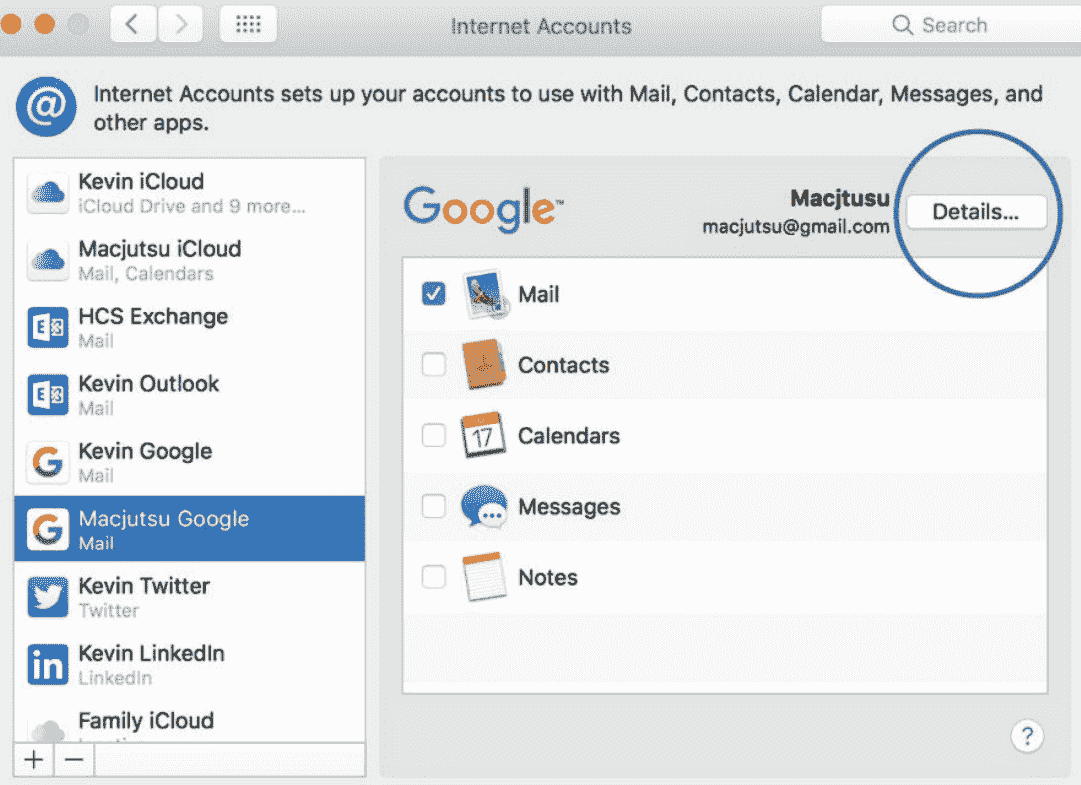 Internet Accounts
Search
Internet Accounts sets up your accounts to use with Mail, Contacts, Calendar, Messages, and
other apps.
Kevin iCloud
iCloud Drive and 9 more...
Macjutsu iCloud
Mail, Calendars
HCS Exchange
Mail
Kevin Outlook
Mail
Kevin Google
Mail
Macjutsu Google
Mail
Kevin Twitter
Twitter
Kevin LinkedIn
LinkedIn
Family iCloud
+ −
Google™
Macjtusu
macjutsu@gmail.com
Details...
Mail
Contacts
17
Calendars
Messages
Notes
?